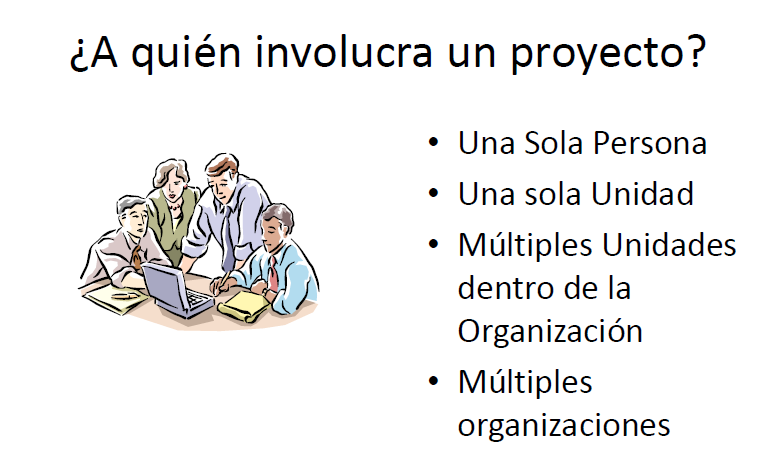 ¿A quién involucra un proyecto?
• Una Sola Persona
• Una sola Unidad
• Múltiples Unidades
dentro de la
Organización
• Múltiples
organizaciones